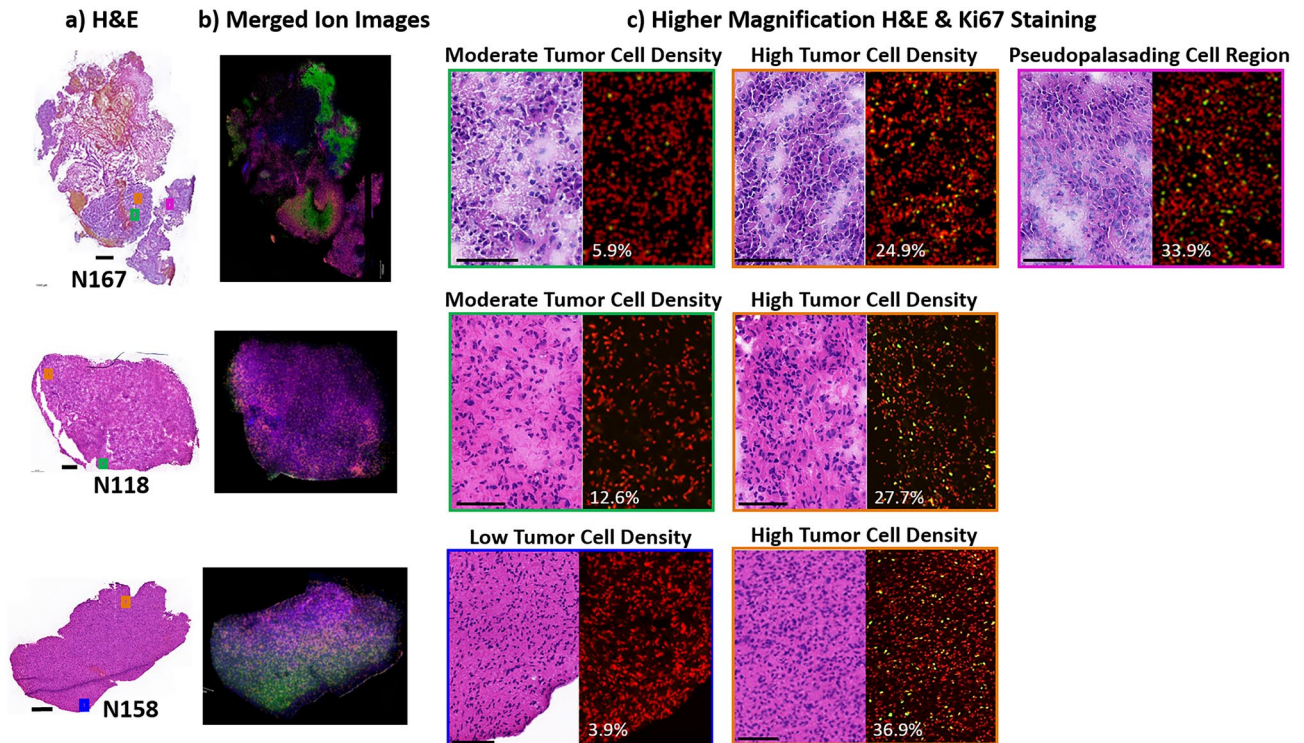 a) H&E
b) Merged Ion Images
c) Higher Magnification H&E & Ki67 Staining
Moderate Tumor Cell Density
High Tumor Cell Density
Pseudopalasading Cell Region
5.9%
24.9%
33.9%
N167
Moderate Tumor Cell Density
High Tumor Cell Density
12.6%
27.7%
N118
Low Tumor Cell Density
High Tumor Cell Density
3.9%
36.9%
N158